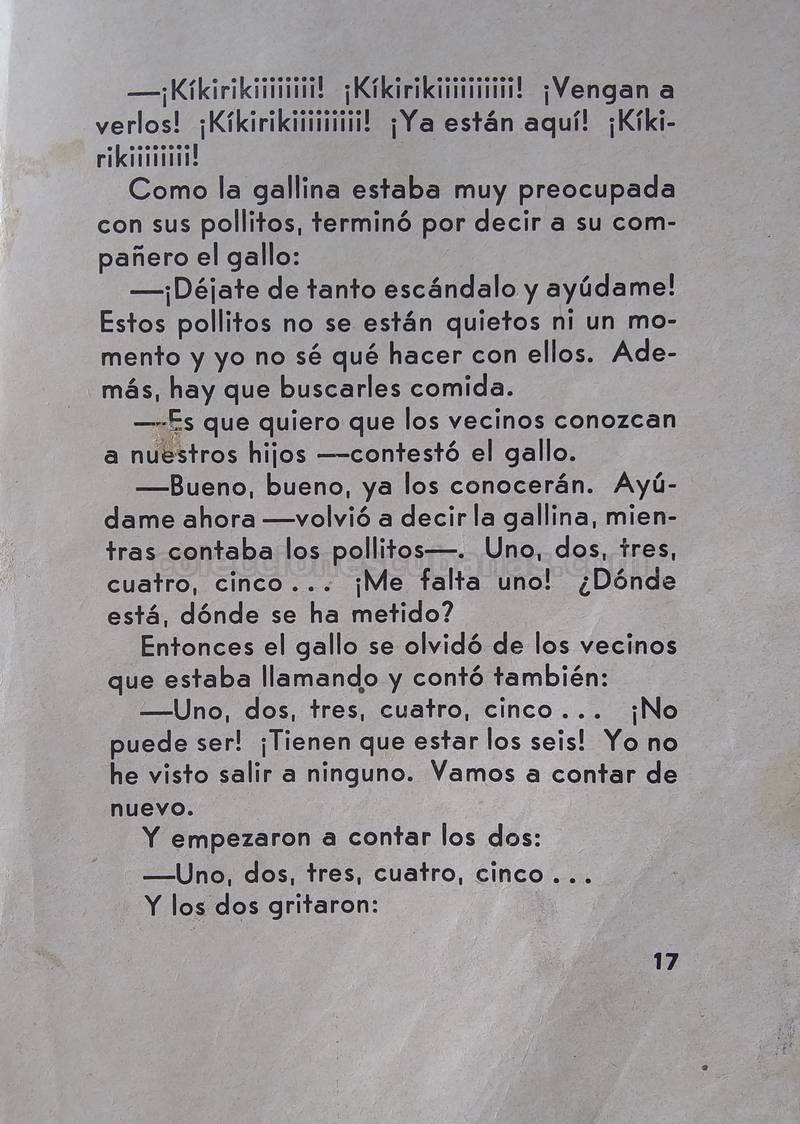 —¡Kíkirikiiiiiiii! ¡Kíkirikiiiiiiiiii! ¡Vengan a
verlos! ¡Kíkirikiiiiiiiii! ¡Ya están aquí! ¡Kíki-
rikiiiiiiii!
Como la gallina estaba muy preocupada
con sus pollitos, terminó por decir a su com-
pañero el gallo:
—¡Déjate de tanto escándalo y ayúdame!
Estos pollitos no se están quietos ni un mo-
mento y yo no sé qué hacer con ellos. Ade-
más, hay que buscarles comida.
—Es que quiero que los vecinos conozcan
a nuestros hijos —contestó el gallo.
—Bueno, bueno, ya los conocerán. Ayú-
dame ahora —volvió a decir la gallina, mien-
tras contaba los pollitos—. Uno, dos, tres,
cuatro, cinco... ¡Me falta uno! ¿Dónde
está, dónde se ha metido?
Entonces el gallo se olvidó de los vecinos
que estaba llamando y contó también:
—Uno, dos, tres, cuatro, cinco... ¡No
puede ser! ¡Tienen que estar los seis! Yo no
he visto salir a ninguno. Vamos a contar de
nuevo.
Y empezaron a contar los dos:
—Uno, dos, tres, cuatro, cinco...
Y los dos gritaron:
17